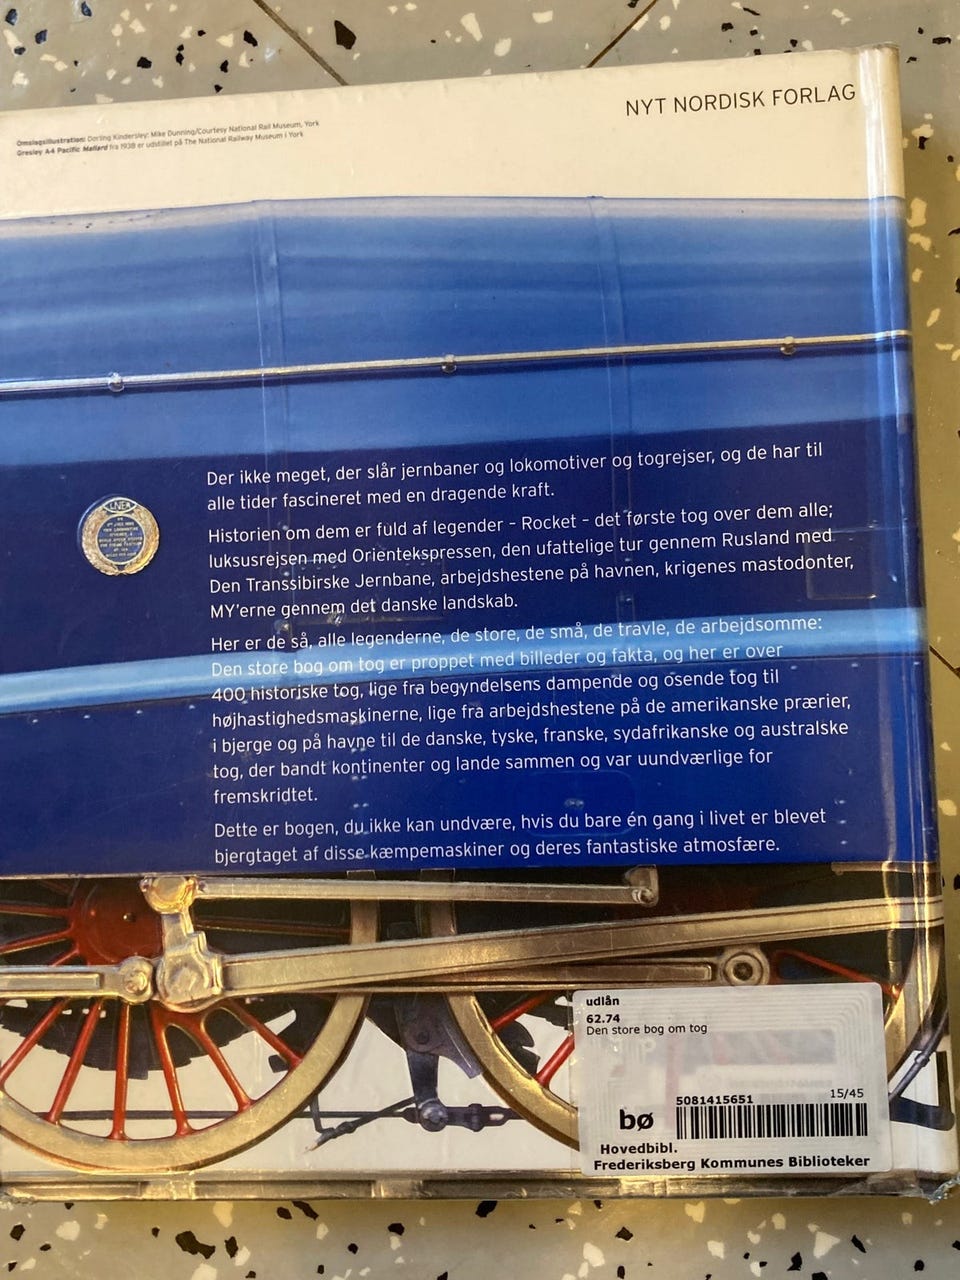 NYT NORDISK FORLAG
Omslagsillustration: Dorling Kindersley: Mike Dunning/Courtesy National Rail Museum, York
Gresley A4 Pacific Mallard fra 1938 er udstillet på The National Railway Museum i York
Der ikke meget, der slår jernbaner og lokomotiver og togrejser, og de har til
alle tider fascineret med en dragende kraft.
Historien om dem er fuld af legender - Rocket - det første tog over dem alle;
luksusrejsen med Orientekspressen, den ufattelige tur gennem Rusland med
Den Transsibirske Jernbane, arbejdshestene på havnen, krigenes mastodonter,
MY'erne gennem det danske landskab.
Her er de så, alle legenderne, de store, de små, de travle, de arbejdsomme:
Den store bog om tog er proppet med billeder og fakta, og her er over
400 historiske tog, lige fra begyndelsens dampende og osende tog til
højhastighedsmaskinerne, lige fra arbejdshestene på de amerikanske prærier,
i bjerge og på havne til de danske, tyske, franske, sydafrikanske og australske
tog, der bandt kontinenter og lande sammen og var uundværlige for
fremskridtet.
Dette er bogen, du ikke kan undvære, hvis du bare én gang i livet er blevet
bjergtaget af disse kæmpemaskiner og deres fantastiske atmosfære.
LNER
udlån
62.74
Den store bog om tog
5081415651 15/45
bø
Hovedbibl.
Frederiksberg Kommunes Biblioteker